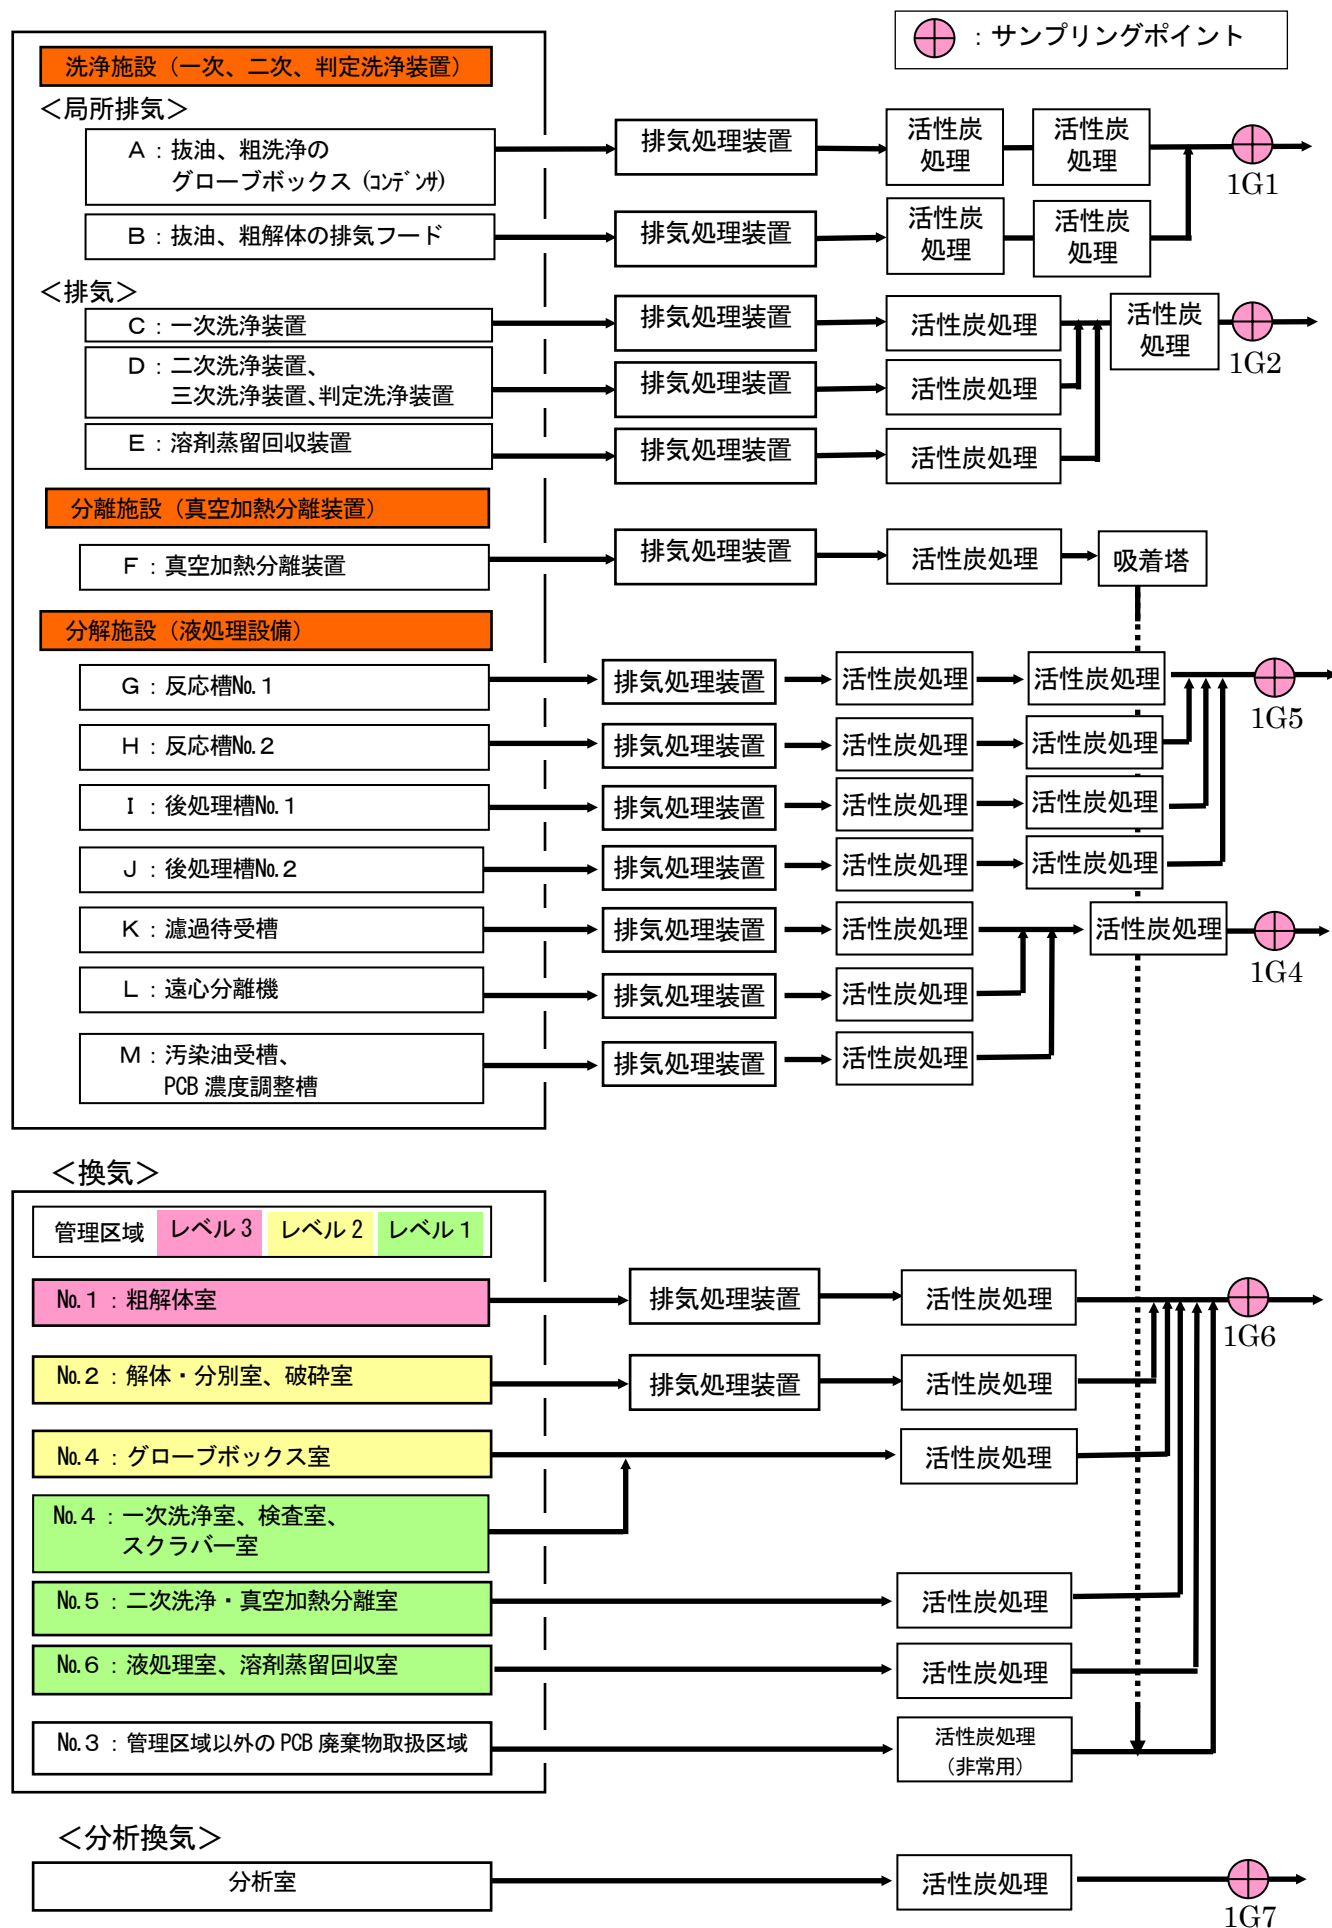 ：サンプリングポイント
洗浄施設（一次、二次、判定洗浄装置）
＜局所排気＞
Ａ：抜油、粗洗浄の
グローブボックス（ｺﾝﾃﾞﾝｻ）
排気処理装置
活性炭
処理
活性炭
処理
1G1
Ｂ：抜油、粗解体の排気フード
排気処理装置
活性炭
処理
活性炭
処理
＜排気＞
Ｃ：一次洗浄装置
排気処理装置
活性炭処理
活性炭
処理
1G2
Ｄ：二次洗浄装置、
三次洗浄装置、判定洗浄装置
排気処理装置
活性炭処理
Ｅ：溶剤蒸留回収装置
排気処理装置
活性炭処理
分離施設（真空加熱分離装置）
Ｆ：真空加熱分離装置
排気処理装置
活性炭処理
吸着塔
分解施設（液処理設備）
Ｇ：反応槽№１
排気処理装置
活性炭処理
活性炭処理
1G5
Ｈ：反応槽№２
排気処理装置
活性炭処理
活性炭処理
Ｉ：後処理槽№１
排気処理装置
活性炭処理
活性炭処理
Ｊ：後処理槽№２
排気処理装置
活性炭処理
活性炭処理
Ｋ：濾過待受槽
排気処理装置
活性炭処理
活性炭処理
1G4
Ｌ：遠心分離機
排気処理装置
活性炭処理
Ｍ：汚染油受槽、
PCB 濃度調整槽
排気処理装置
活性炭処理
＜換気＞
管理区域 レベル３ レベル２ レベル１
№１：粗解体室
排気処理装置
活性炭処理
1G6
№２：解体・分別室、破砕室
排気処理装置
活性炭処理
№４：グローブボックス室
活性炭処理
№４：一次洗浄室、検査室、
スクラバー室
№５：二次洗浄・真空加熱分離室
活性炭処理
№６：液処理室、溶剤蒸留回収室
活性炭処理
№３：管理区域以外の PCB 廃棄物取扱区域
活性炭処理
（非常用）
＜分析換気＞
分析室
活性炭処理
1G7